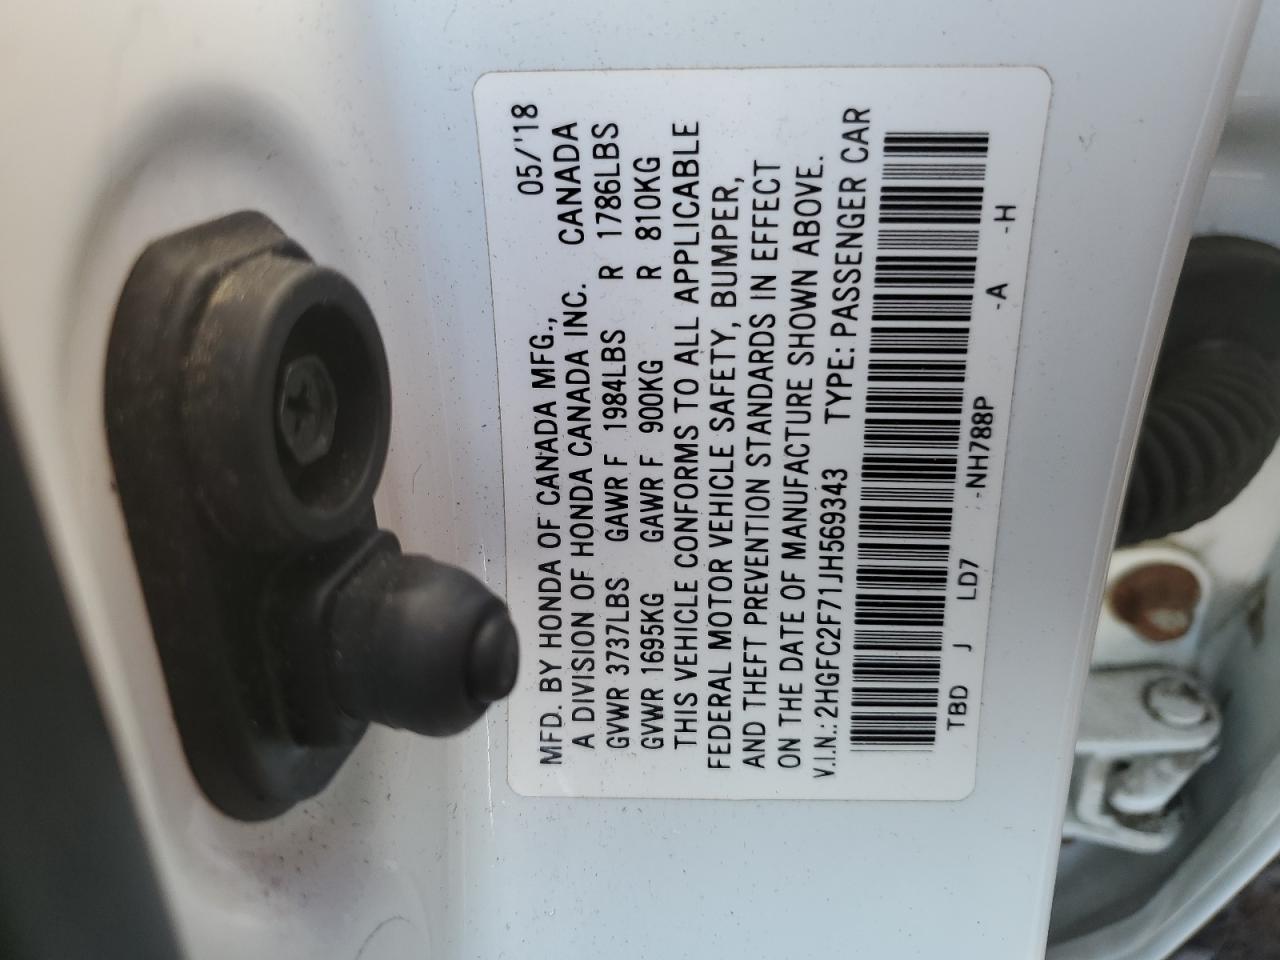 MFD. BY HONDA OF CANADA MFG., 05/'18
A DIVISION OF HONDA CANADA INC. CANADA
GVWR 3737LBS GAWR F 1984LBS R 1786LBS
GVWR 1695KG GAWR F 900KG R 810KG
THIS VEHICLE CONFORMS TO ALL APPLICABLE
FEDERAL MOTOR VEHICLE SAFETY, BUMPER,
AND THEFT PREVENTION STANDARDS IN EFFECT
ON THE DATE OF MANUFACTURE SHOWN ABOVE.
V.I.N.: 2HGFC2F71JH569343 TYPE: PASSENGER CAR
TBD J LD7 -NH788P -A -H